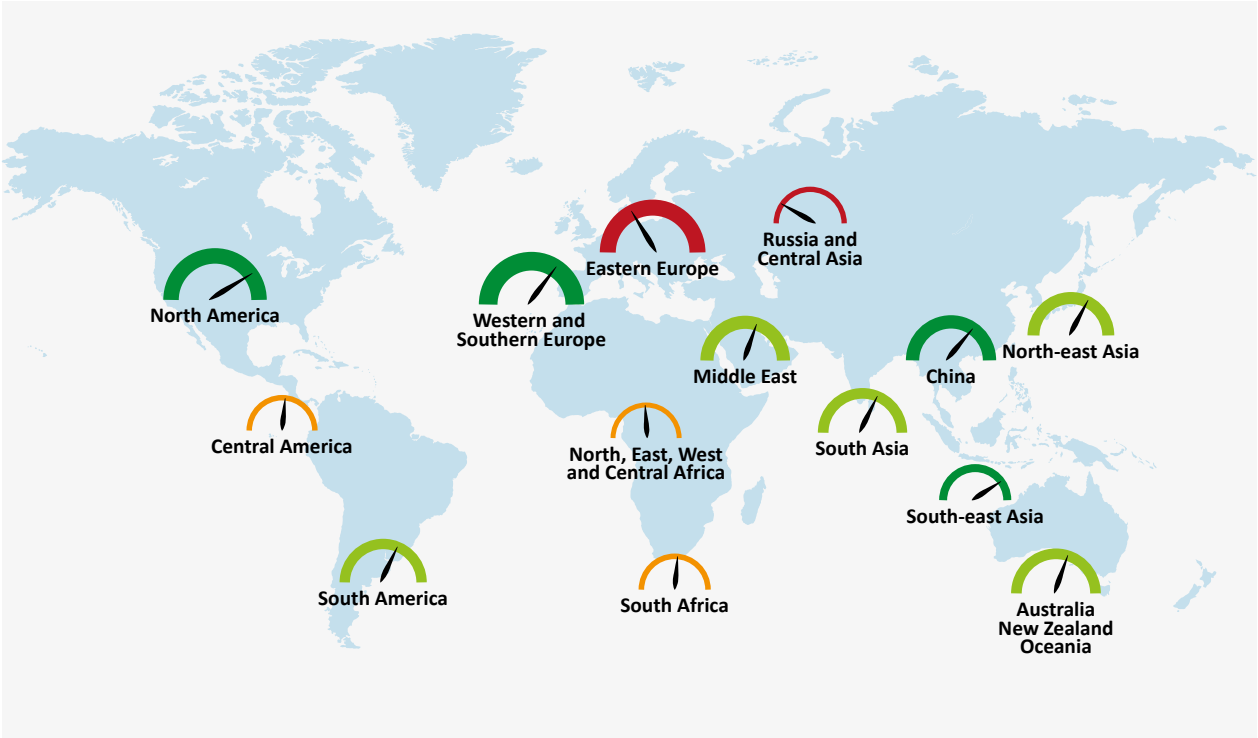 Russia and
Central Asia
Eastern Europe
North America
Western and
Southern Europe
Middle East
China
North-east Asia
Central America
North, East, West
and Central Africa
South Asia
South-east Asia
South America
South Africa
Australia
New Zealand
Oceania